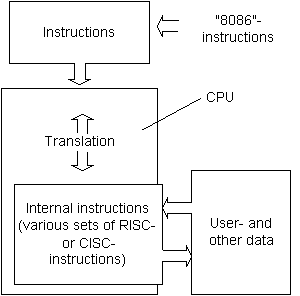 Instructions
"8086"-
instructions
CPU
Translation
Internal instructions
(various sets of RISC-
or CISC-
instructions)
User- and
other data